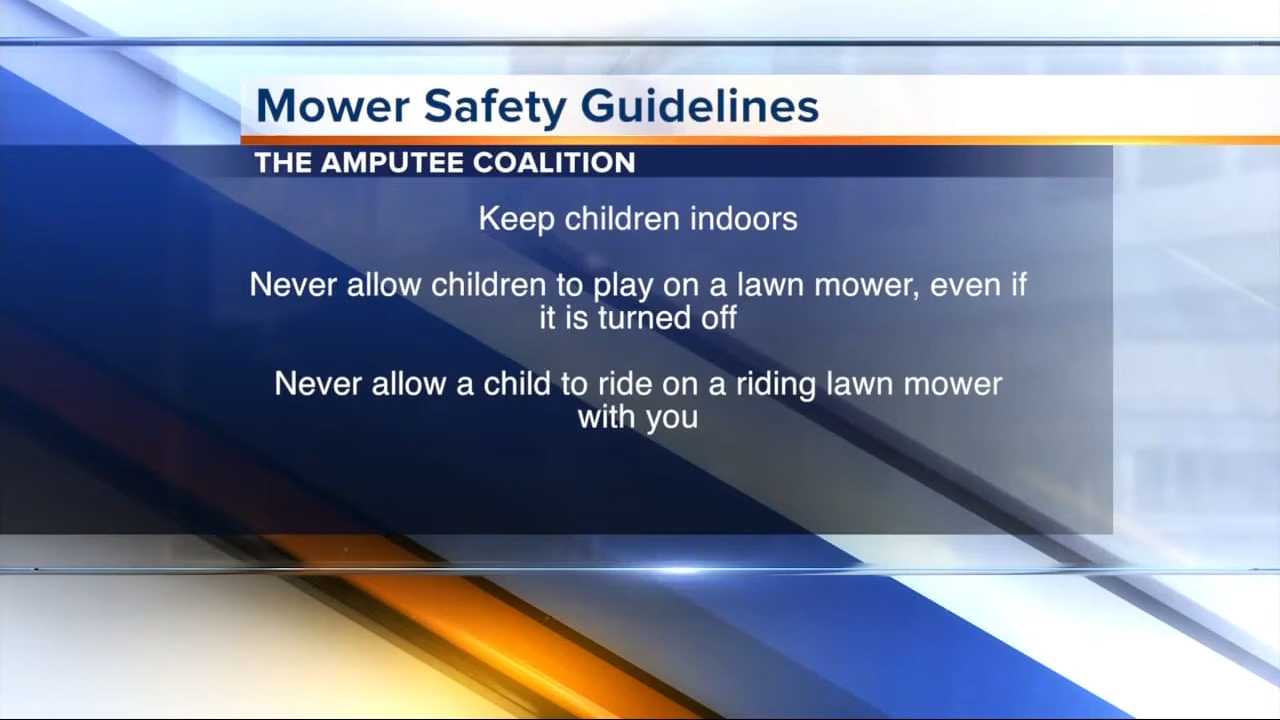 Mower Safety Guidelines
THE AMPUTEE COALITION
Keep children indoors
Never allow children to play on a lawn mower, even if
it is turned off
Never allow a child to ride on a riding lawn mower
with you